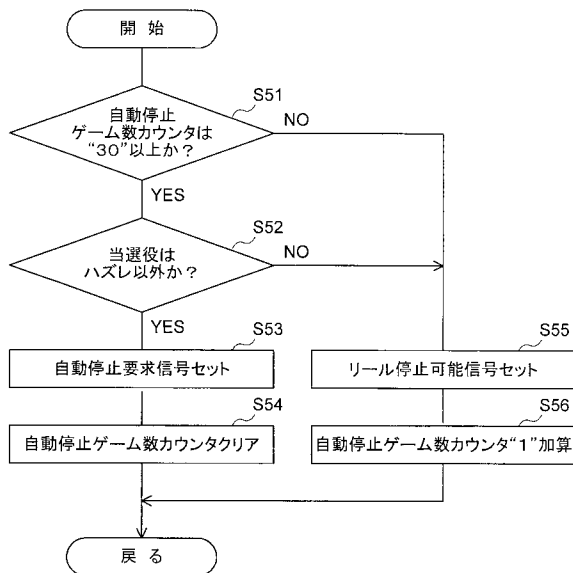 開 始
S51
自動停止
ゲーム数カウンタは
“30”以上か？
NO
YES
S52
当選役は
ハズレ以外か？
NO
YES
S53
自動停止要求信号セット
S55
リール停止可能信号セット
S54
自動停止ゲーム数カウンタクリア
S56
自動停止ゲーム数カウンタ“1”加算
戻 る